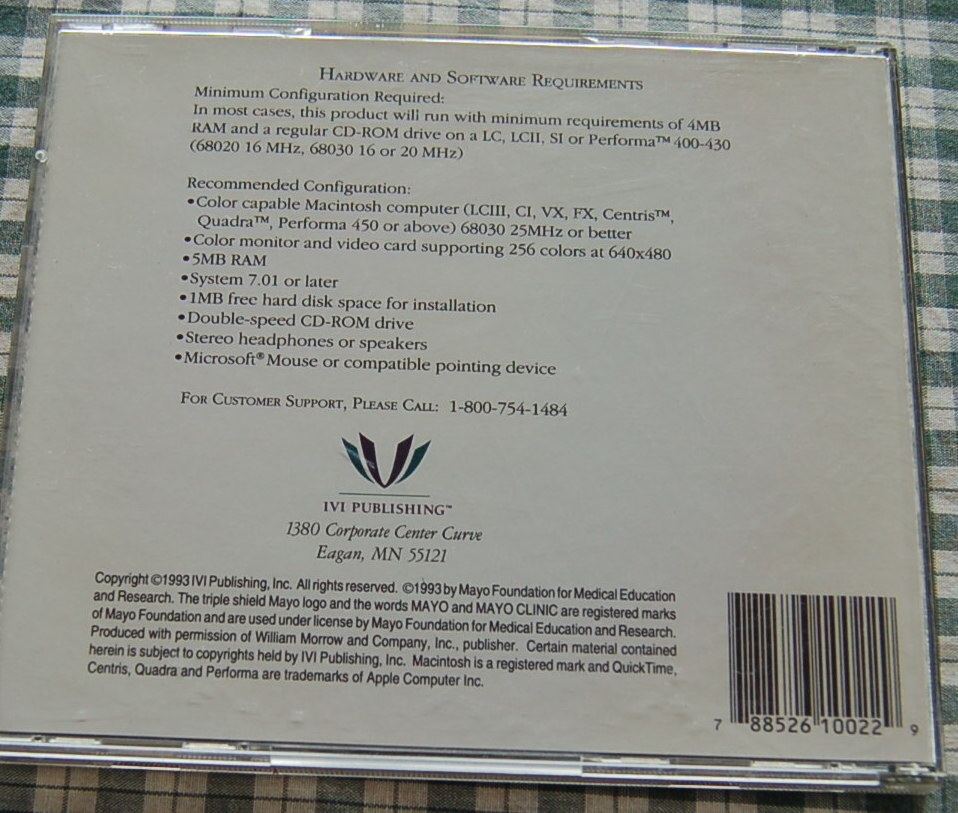 Hardware and Software Requirements
Minimum Configuration Required:
In most cases, this product will run with minimum requirements of 4MB
RAM and a regular CD-ROM drive on a LC, LCII, SI or Performa™ 400-430
(68020 16 MHz, 68030 16 or 20 MHz)
Recommended Configuration:
•Color capable Macintosh computer (LCIII, CI, VX, FX, Centris™,
Quadra™, Performa 450 or above) 68030 25MHz or better
•Color monitor and video card supporting 256 colors at 640x480
•5MB RAM
•System 7.01 or later
•1MB free hard disk space for installation
•Double-speed CD-ROM drive
•Stereo headphones or speakers
•Microsoft® Mouse or compatible pointing device
For Customer Support, Please Call: 1-800-754-1484
IVI PUBLISHING™
1380 Corporate Center Curve
Eagan, MN 55121
Copyright ©1993 IVI Publishing, Inc. All rights reserved. ©1993 by Mayo Foundation for Medical Education
and Research. The triple shield Mayo logo and the words MAYO and MAYO CLINIC are registered marks
of Mayo Foundation and are used under license by Mayo Foundation for Medical Education and Research.
Produced with permission of William Morrow and Company, Inc., publisher. Certain material contained
herein is subject to copyrights held by IVI Publishing, Inc. Macintosh is a registered mark and QuickTime,
Centris, Quadra and Performa are trademarks of Apple Computer Inc.
7 88526 10022 9